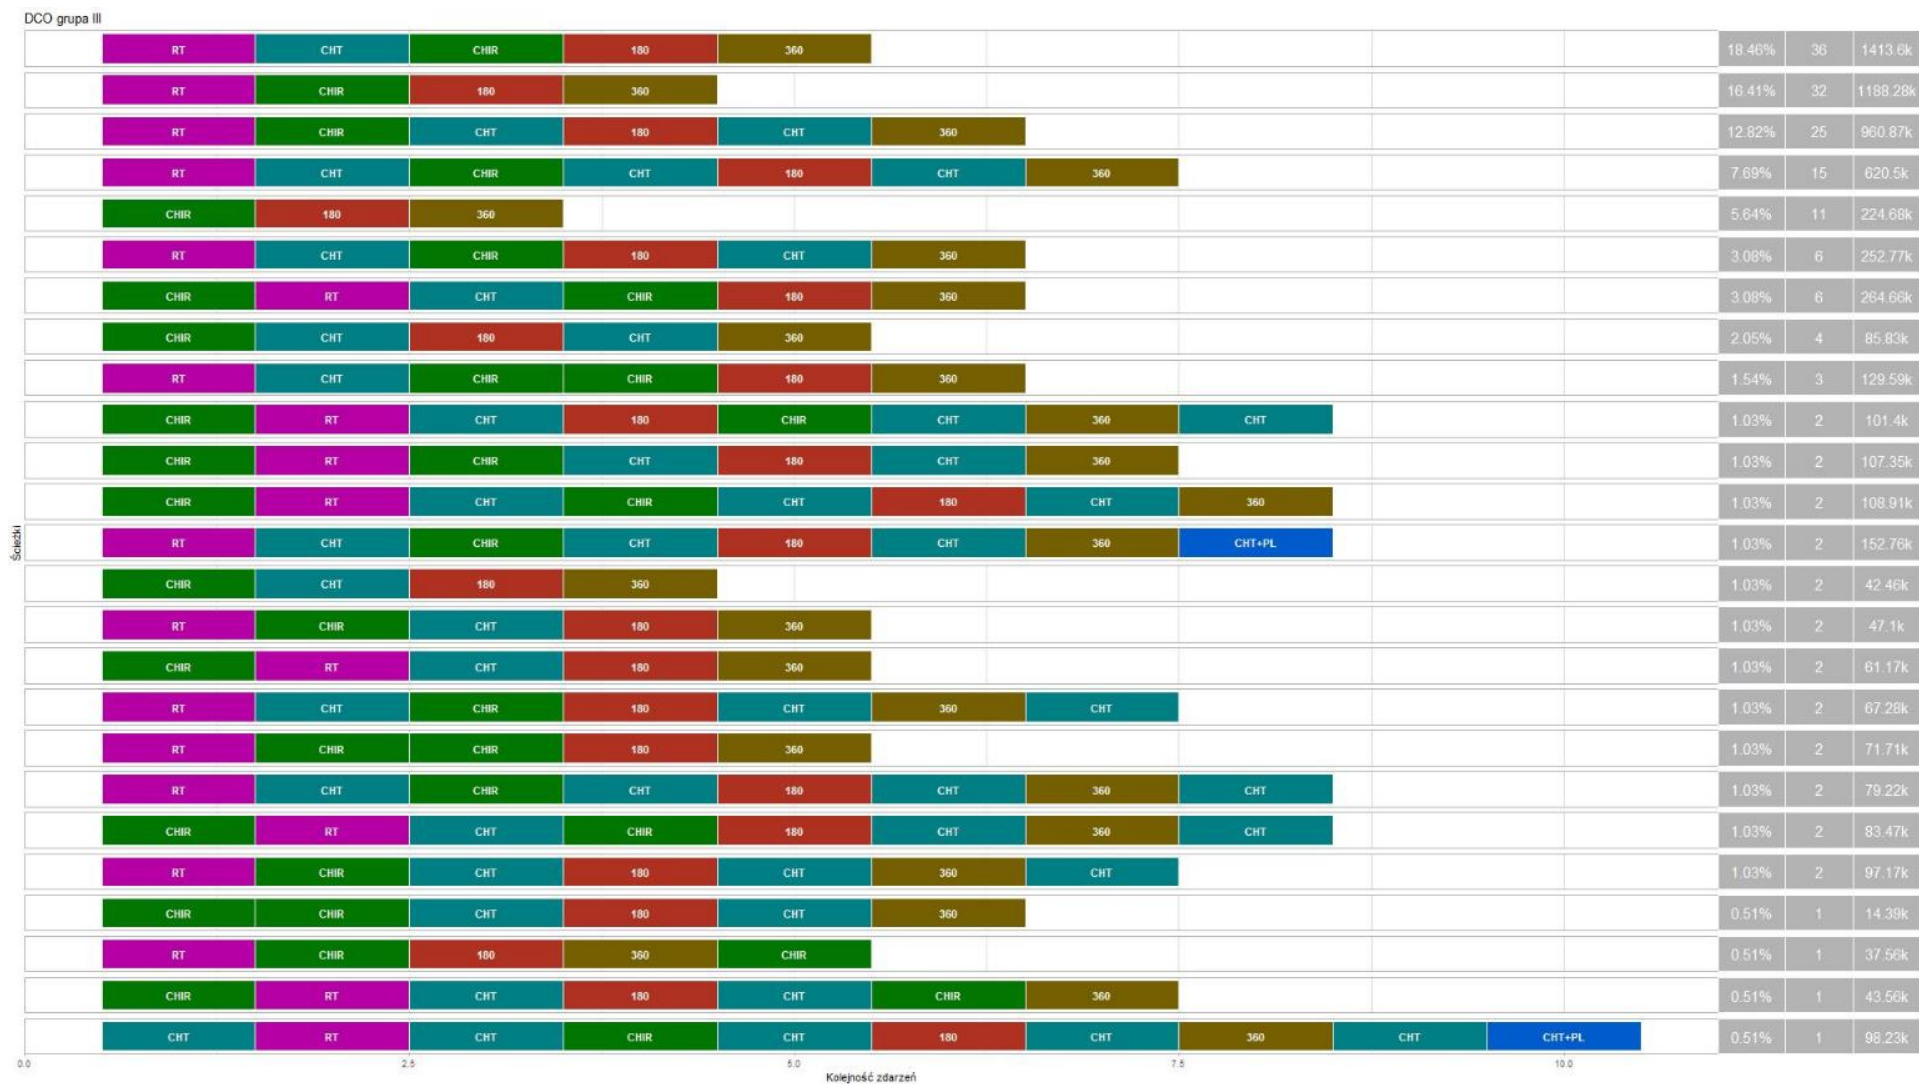 DCO grupa III
RT CHT CHIR 180 360 18.46% 36 1413.6k
RT CHIR 180 360 16.41% 32 1188.28k
RT CHIR CHT 180 CHT 360 12.82% 25 960.87k
RT CHT CHIR CHT 180 CHT 360 7.69% 15 620.5k
CHIR 180 360 5.64% 11 224.68k
RT CHT CHIR 180 CHT 360 3.08% 6 252.77k
CHIR RT CHT CHIR 180 360 3.08% 6 264.66k
CHIR CHT 180 CHT 360 2.05% 4 85.83k
RT CHT CHIR CHIR 180 360 1.54% 3 129.59k
CHIR RT CHT 180 CHIR CHT 360 CHT 1.03% 2 101.4k
CHIR RT CHIR CHT 180 CHT 360 1.03% 2 107.35k
CHIR RT CHT CHIR CHT 180 CHT 360 1.03% 2 108.91k
Ścieżki
RT CHT CHIR CHT 180 CHT 360 CHT+PL 1.03% 2 152.76k
CHIR CHT 180 360 1.03% 2 42.46k
RT CHIR CHT 180 360 1.03% 2 47.1k
CHIR RT CHT 180 360 1.03% 2 61.17k
RT CHT CHIR 180 CHT 360 CHT 1.03% 2 67.28k
RT CHIR CHIR 180 360 1.03% 2 71.71k
RT CHT CHIR CHT 180 CHT 360 CHT 1.03% 2 79.22k
CHIR RT CHT CHIR 180 CHT 360 CHT 1.03% 2 83.47k
RT CHIR CHT 180 CHT 360 CHT 1.03% 2 97.17k
CHIR CHIR CHT 180 CHT 360 0.51% 1 14.39k
RT CHIR 180 360 CHIR 0.51% 1 37.56k
CHIR RT CHT 180 CHT CHIR 360 0.51% 1 43.56k
CHT RT CHT CHIR CHT 180 CHT 360 CHT CHT+PL 0.51% 1 98.23k
0.0 2.5 5.0 7.5 10.0
Kolejność zdarzeń